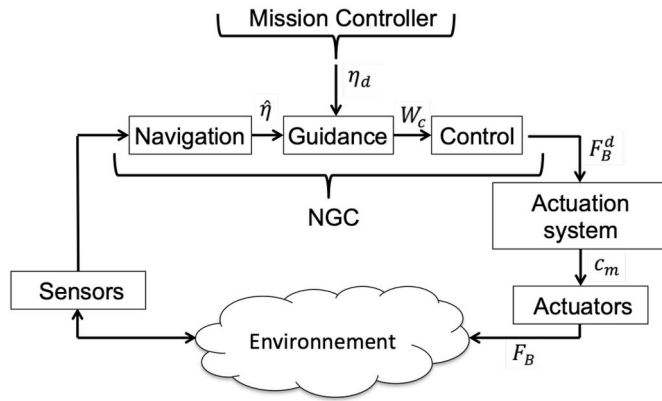 Mission Controller
η_d
η̂
W_c
Navigation
Guidance
Control
F_B^d
NGC
Actuation
system
c_m
Sensors
Actuators
Environnement
F_B